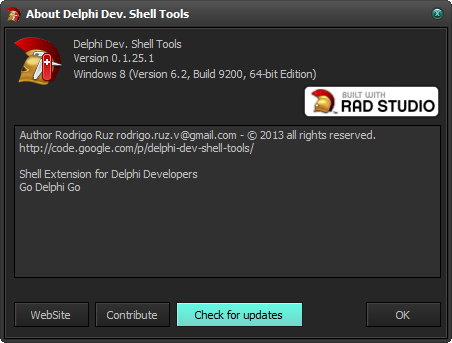 About Delphi Dev. Shell Tools
Delphi Dev. Shell Tools
Version 0.1.25.1
Windows 8 (Version 6.2, Build 9200, 64-bit Edition)
BUILT WITH
RAD STUDIO
Author Rodrigo Ruz rodrigo.ruz.v@gmail.com - © 2013 all rights reserved.
http://code.google.com/p/delphi-dev-shell-tools/
Shell Extension for Delphi Developers
Go Delphi Go
WebSite
Contribute
Check for updates
OK